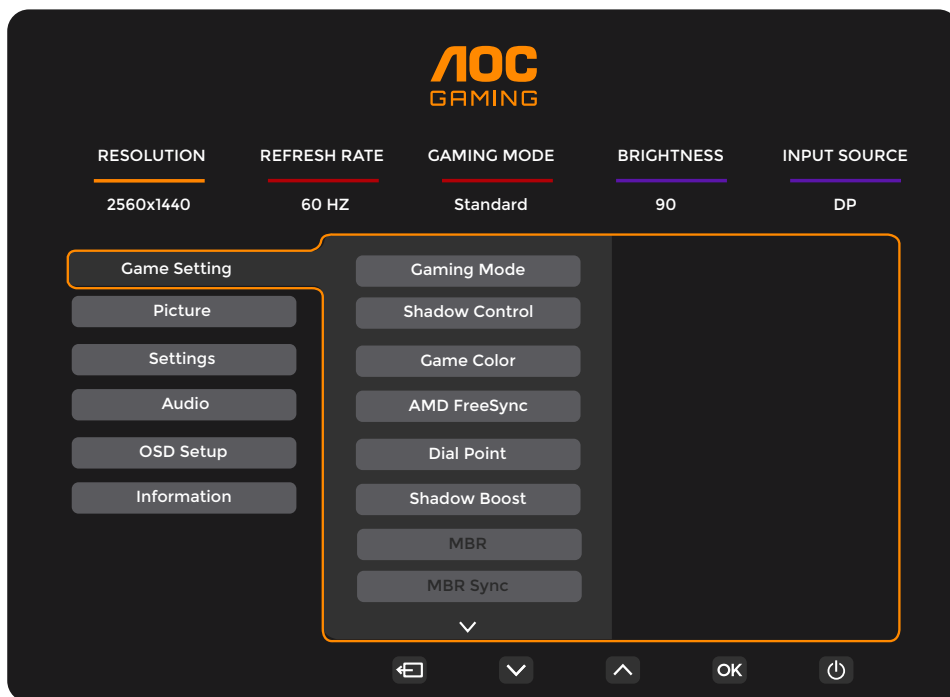 AOC
GAMING
RESOLUTION REFRESH RATE GAMING MODE BRIGHTNESS INPUT SOURCE
2560x1440 60 HZ Standard 90 DP
Game Setting
Picture
Settings
Audio
OSD Setup
Information
Gaming Mode
Shadow Control
Game Color
AMD FreeSync
Dial Point
Shadow Boost
MBR
MBR Sync
OK